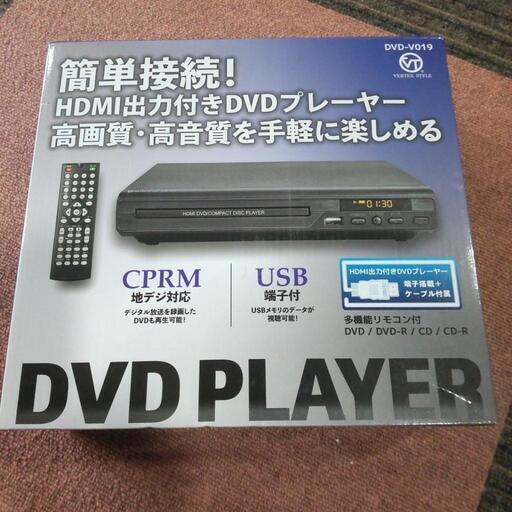 DVD-V019
VERTEX STYLE
簡単接続！
HDMI出力付きDVDプレーヤー
高画質・高音質を手軽に楽しめる
HDMI DVD/COMPACT DISC PLAYER
01:30
CPRM
地デジ対応
デジタル放送を録画した
DVDも再生可能！
USB
端子付
USBメモリのデータが
視聴可能！
HDMI出力付きDVDプレーヤー
端子搭載＋
ケーブル付属
多機能リモコン付
DVD / DVD-R / CD / CD-R
DVD PLAYER